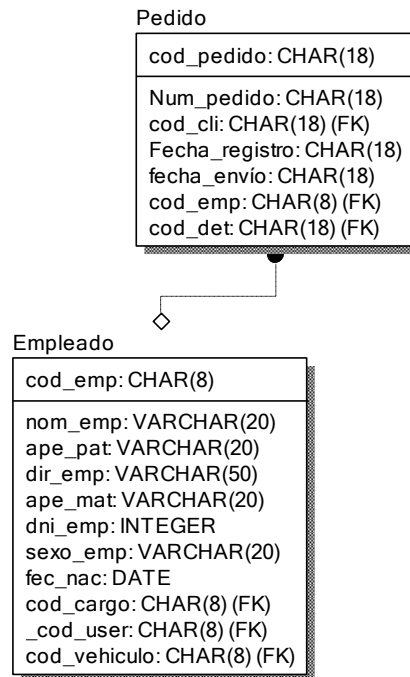 Pedido
cod_pedido: CHAR(18)
Num_pedido: CHAR(18)
cod_cli: CHAR(18) (FK)
Fecha_registro: CHAR(18)
fecha_envío: CHAR(18)
cod_emp: CHAR(8) (FK)
cod_det: CHAR(18) (FK)
Empleado
cod_emp: CHAR(8)
nom_emp: VARCHAR(20)
ape_pat: VARCHAR(20)
dir_emp: VARCHAR(50)
ape_mat: VARCHAR(20)
dni_emp: INTEGER
sexo_emp: VARCHAR(20)
fec_nac: DATE
cod_cargo: CHAR(8) (FK)
_cod_user: CHAR(8) (FK)
cod_vehiculo: CHAR(8) (FK)